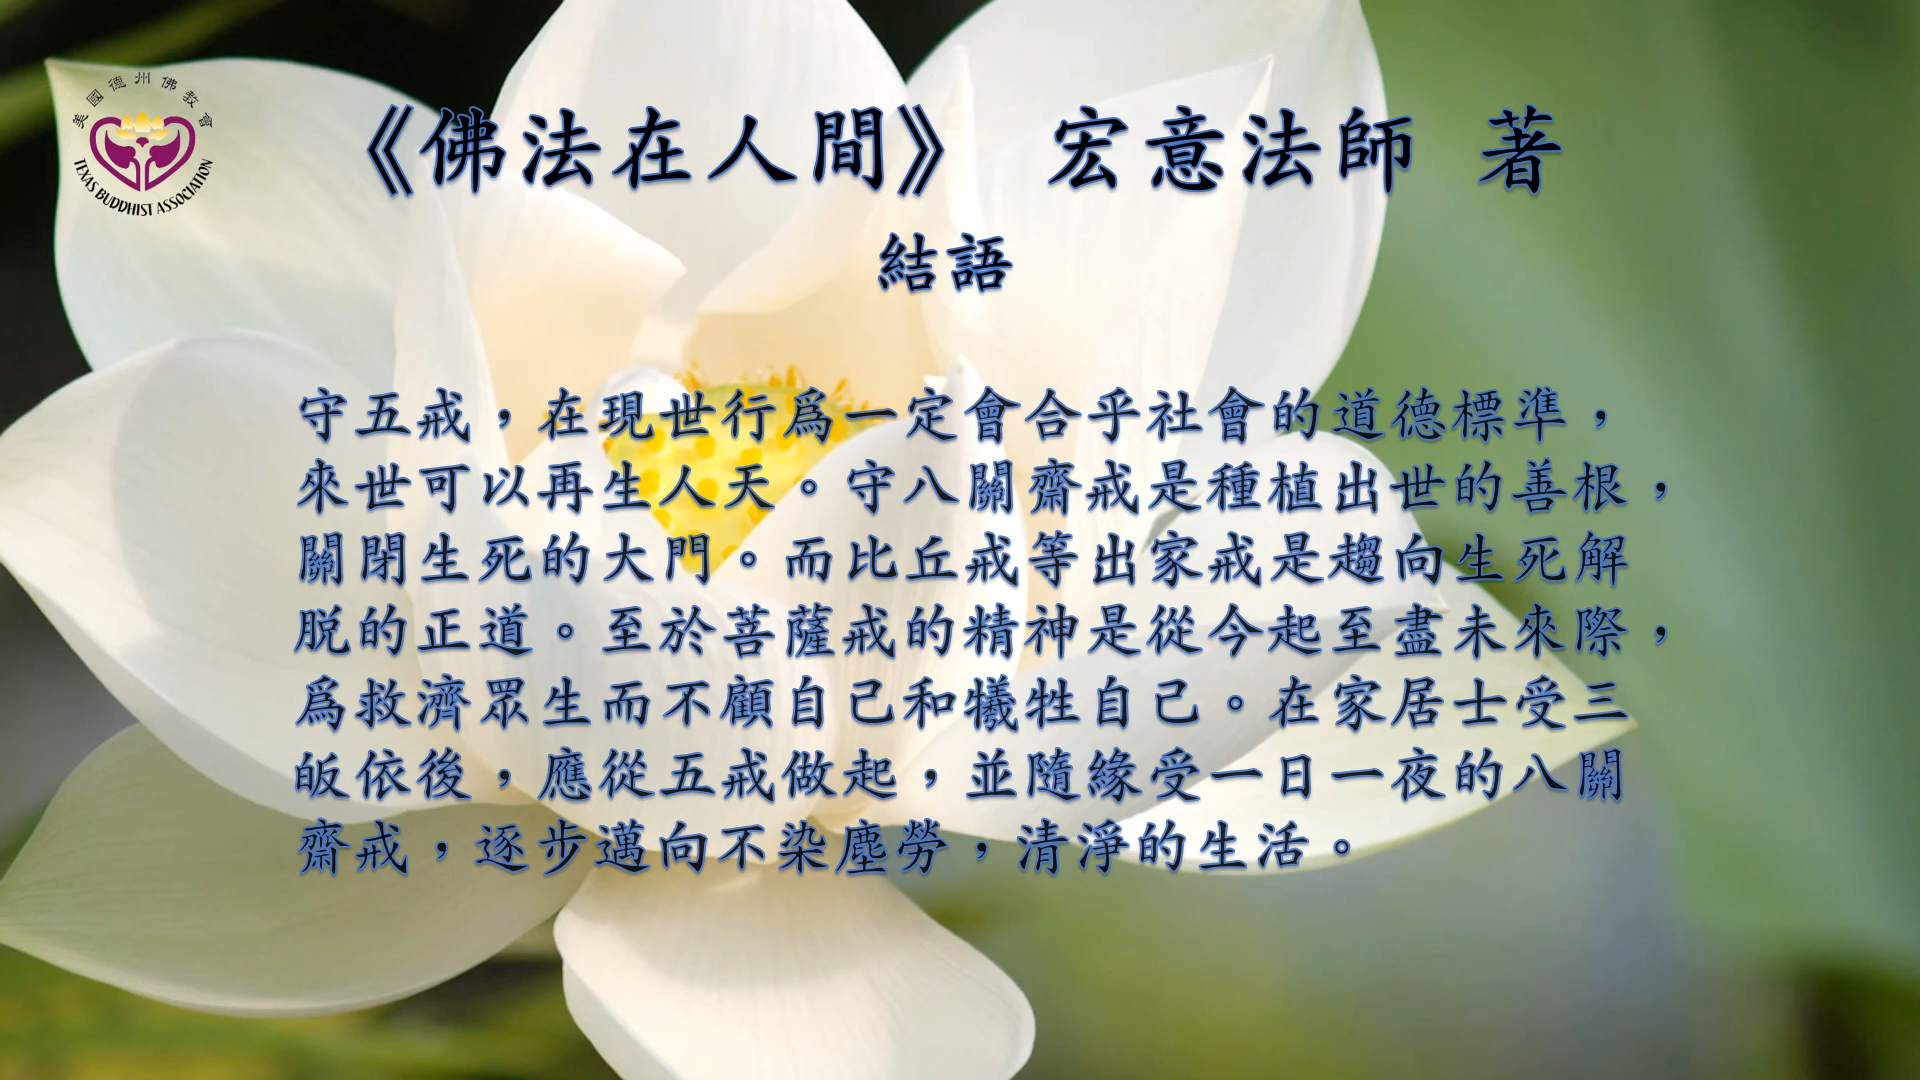 美國德州佛教會
TEXAS BUDDHIST ASSOCIATION
《佛法在人間》 宏意法師 著
結語
守五戒，在現世行爲一定會合乎社會的道德標準，
來世可以再生人天。守八關齋戒是種植出世的善根，
關閉生死的大門。而比丘戒等出家戒是趨向生死解
脫的正道。至於菩薩戒的精神是從今起至盡未來際，
爲救濟眾生而不顧自己和犧牲自己。在家居士受三
皈依後，應從五戒做起，並隨緣受一日一夜的八關
齋戒，逐步邁向不染塵勞，清淨的生活。